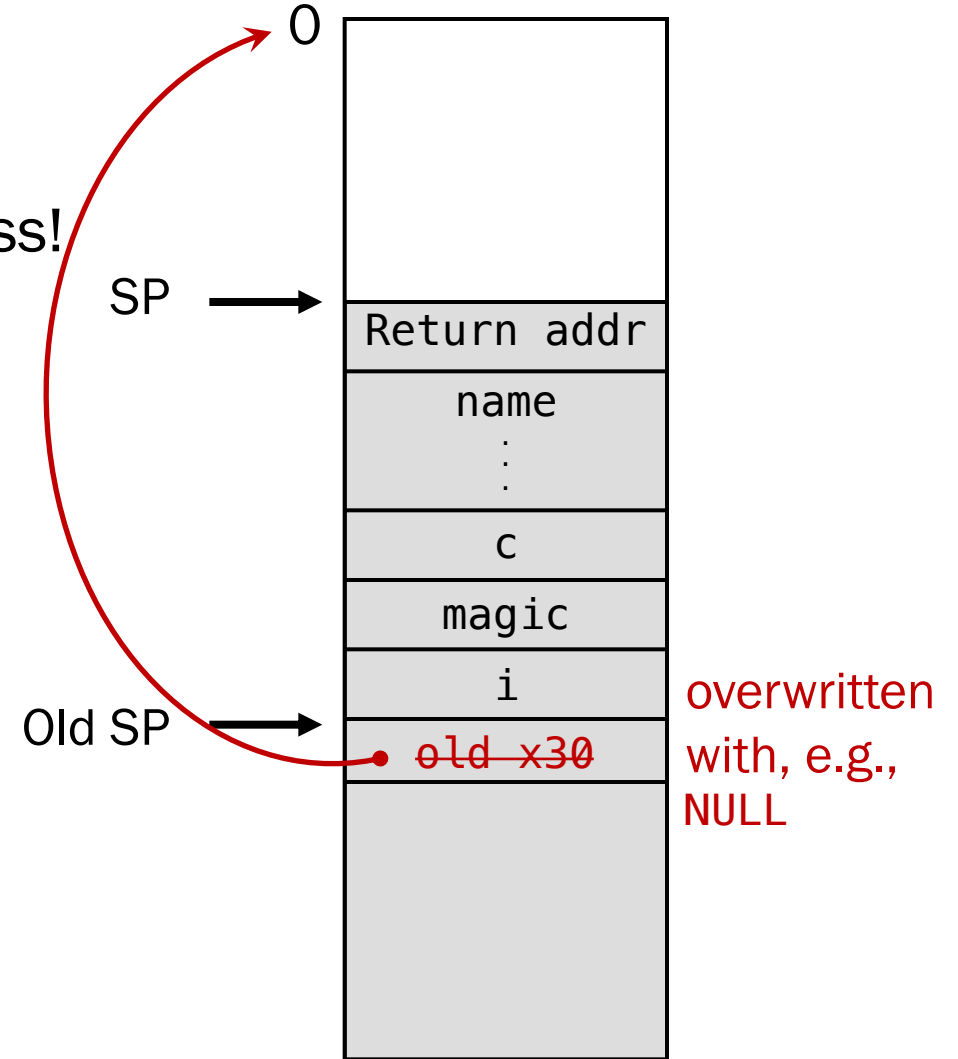 0
ss!
SP
Return addr
name
.
.
.
c
magic
i
Old SP
old x30
overwritten
with, e.g.,
NULL